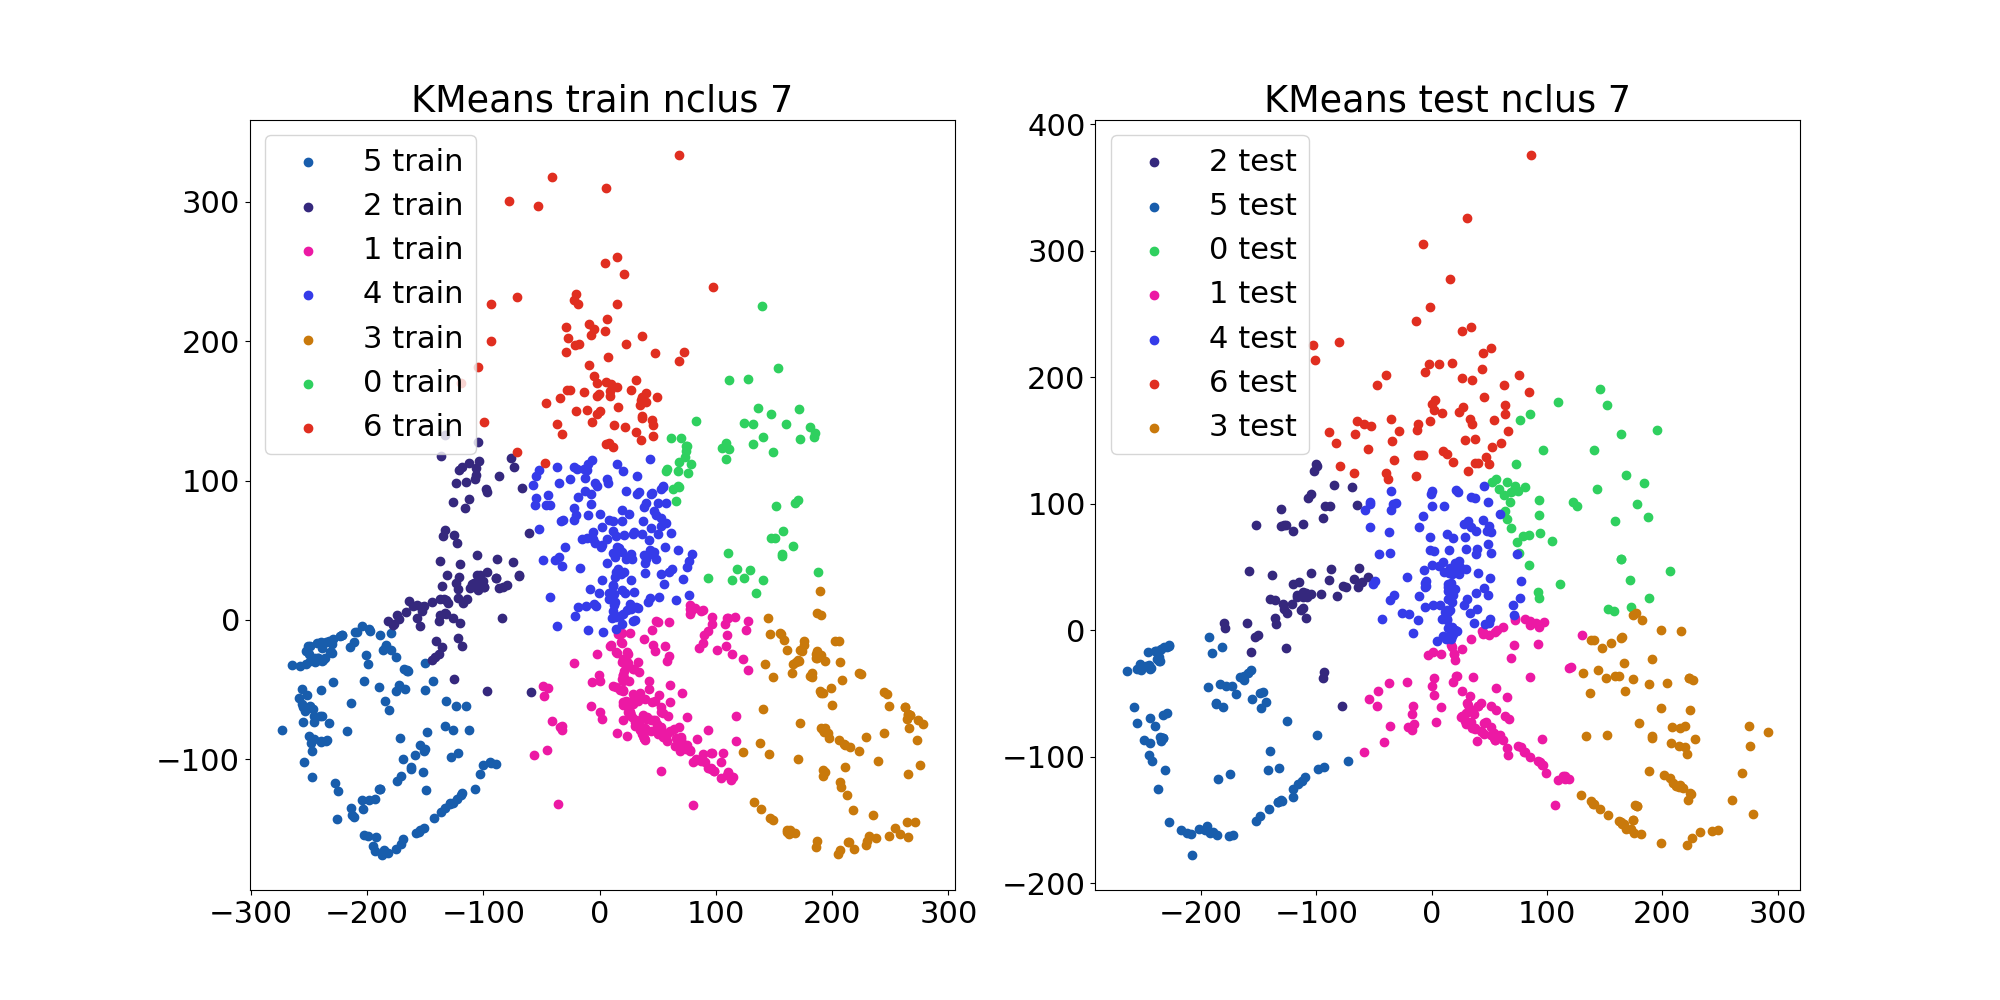 KMeans train nclus 7
5 train
2 train
1 train
4 train
3 train
0 train
6 train
300
200
100
0
−100
−300 −200 −100 0 100 200 300
KMeans test nclus 7
2 test
5 test
0 test
1 test
4 test
6 test
3 test
400
300
200
100
0
−100
−200
−200 −100 0 100 200 300